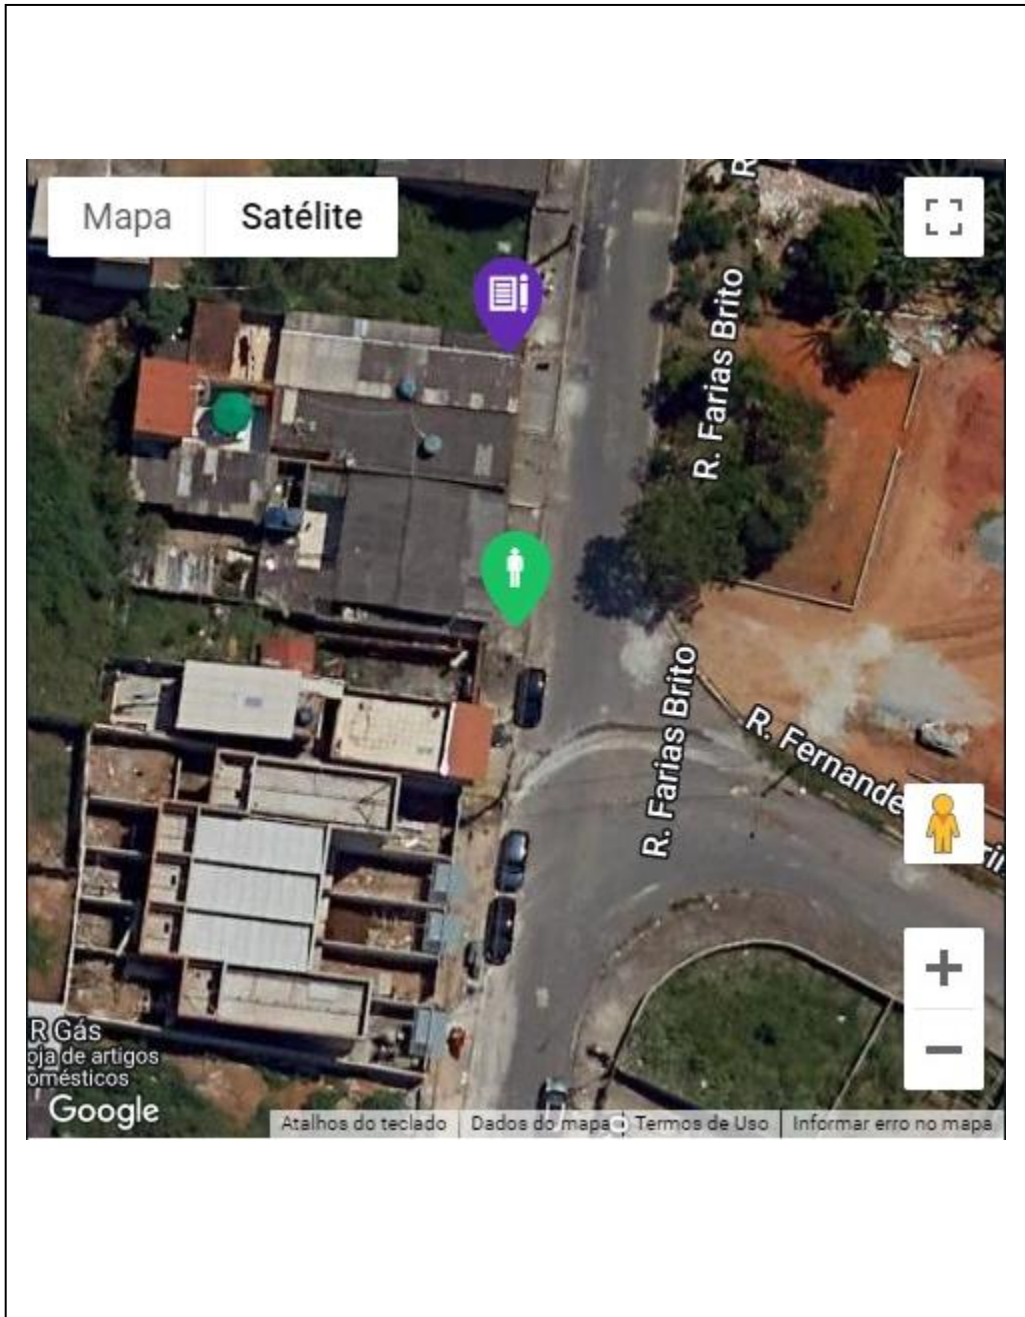 Mapa
Satélite
R. Farias Brito
R. Farias Brito
R. Fernande
R Gás
oja de artigos
omésticos
Google
Atalhos do teclado
Dados do mapa
Termos de Uso
Informar erro no mapa